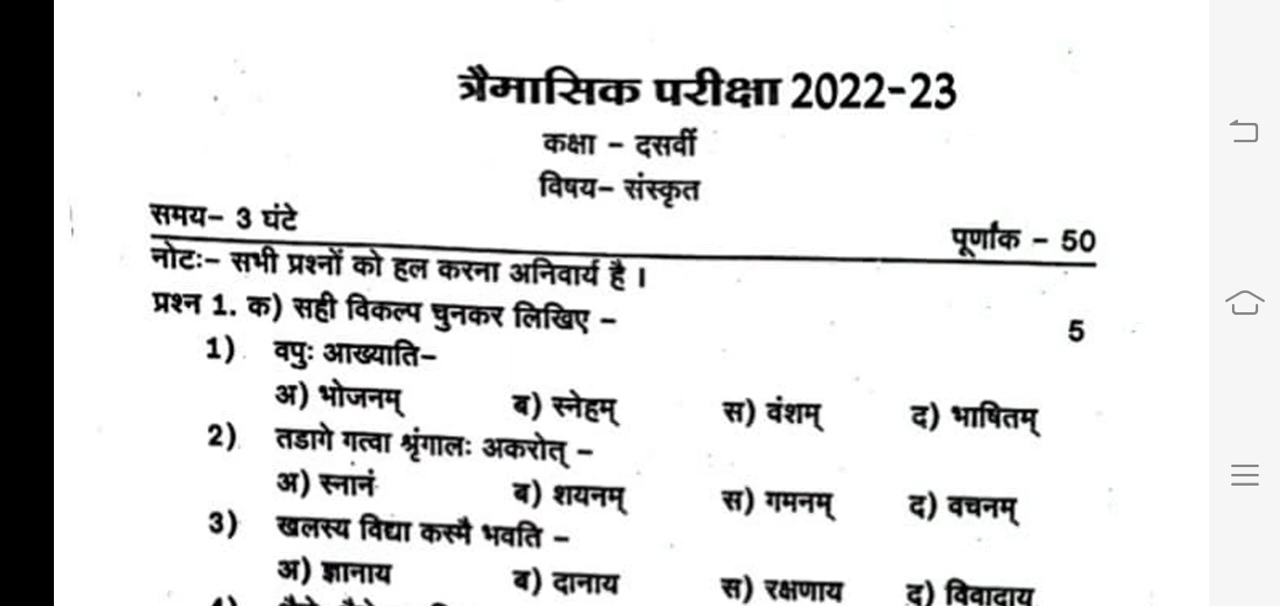 त्रैमासिक परीक्षा 2022-23
कक्षा - दसवीं
विषय- संस्कृत
समय- 3 घंटे पूर्णांक - 50
नोटः- सभी प्रश्नों को हल करना अनिवार्य है ।
प्रश्न 1. क) सही विकल्प चुनकर लिखिए - 5
1) वपुः आख्याति-
अ) भोजनम् ब) स्नेहम् स) वंशम् द) भाषितम्
2) तडागे गत्वा श्रृंगालः अकरोत् -
अ) स्नानं ब) शयनम् स) गमनम् द) वचनम्
3) खलस्य विद्या कस्मै भवति -
अ) ज्ञानाय ब) दानाय स) रक्षणाय द) विवादाय